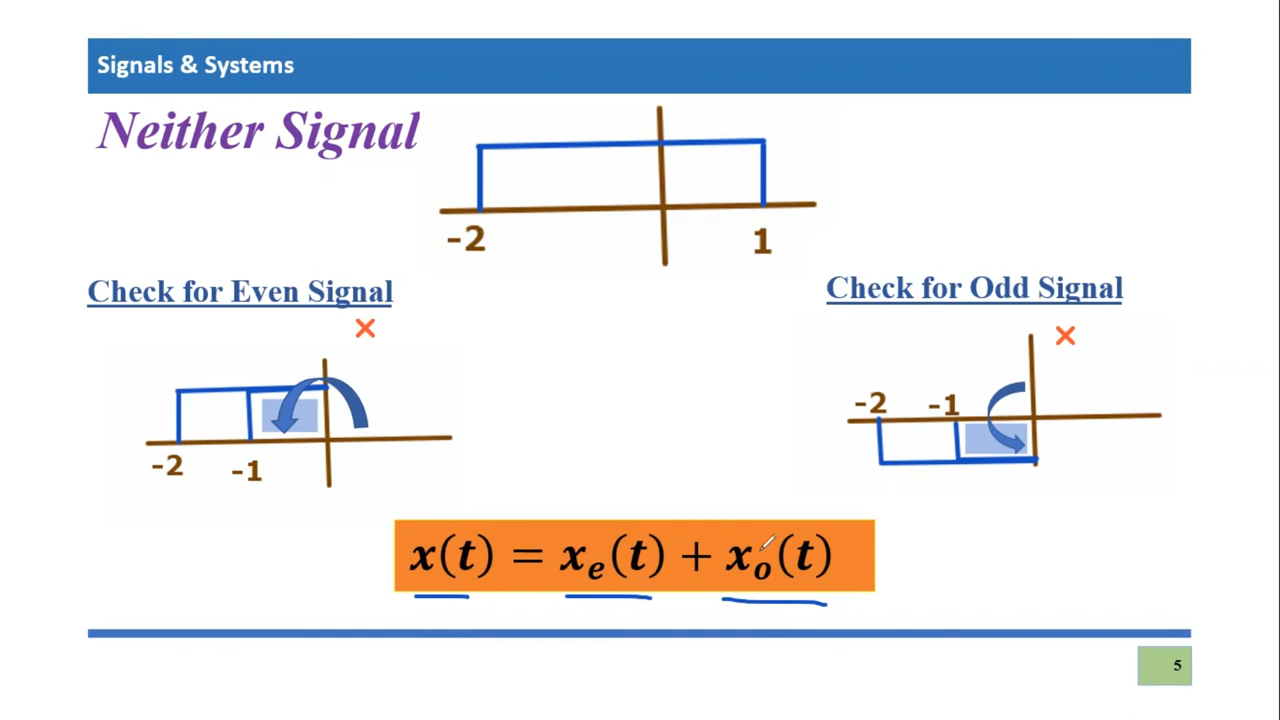 Signals & Systems
Neither Signal
-2 1
Check for Even Signal
×
-2 -1
Check for Odd Signal
×
-2 -1
x(t) = xₑ(t) + xₒ(t)
5